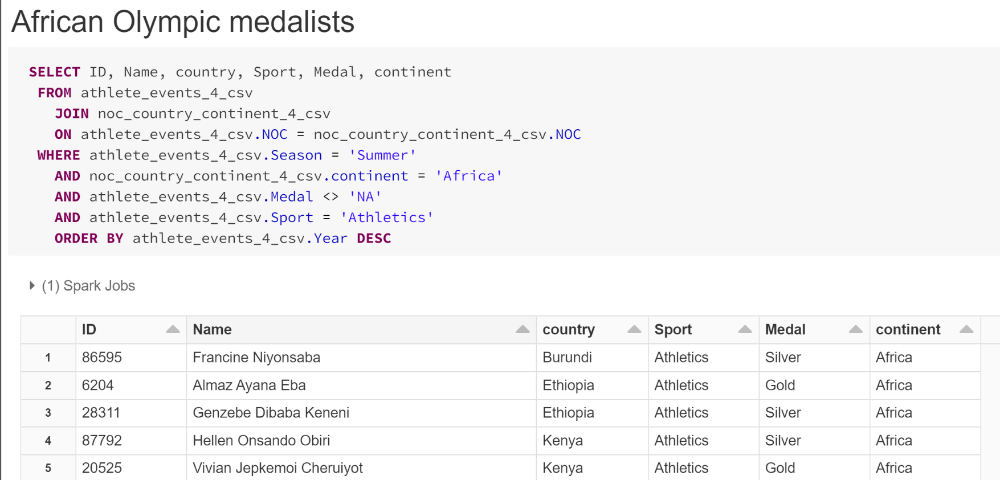 African Olympic medalists
SELECT ID, Name, country, Sport, Medal, continent
FROM athlete_events_4_csv
JOIN noc_country_continent_4_csv
ON athlete_events_4_csv.NOC = noc_country_continent_4_csv.NOC
WHERE athlete_events_4_csv.Season = 'Summer'
AND noc_country_continent_4_csv.continent = 'Africa'
AND athlete_events_4_csv.Medal <> 'NA'
AND athlete_events_4_csv.Sport = 'Athletics'
ORDER BY athlete_events_4_csv.Year DESC
(1) Spark Jobs
ID Name country Sport Medal continent
1 86595 Francine Niyonsaba Burundi Athletics Silver Africa
2 6204 Almaz Ayana Eba Ethiopia Athletics Gold Africa
3 28311 Genzebe Dibaba Keneni Ethiopia Athletics Silver Africa
4 87792 Hellen Onsando Obiri Kenya Athletics Silver Africa
5 20525 Vivian Jepkemoi Cheruiyot Kenya Athletics Gold Africa